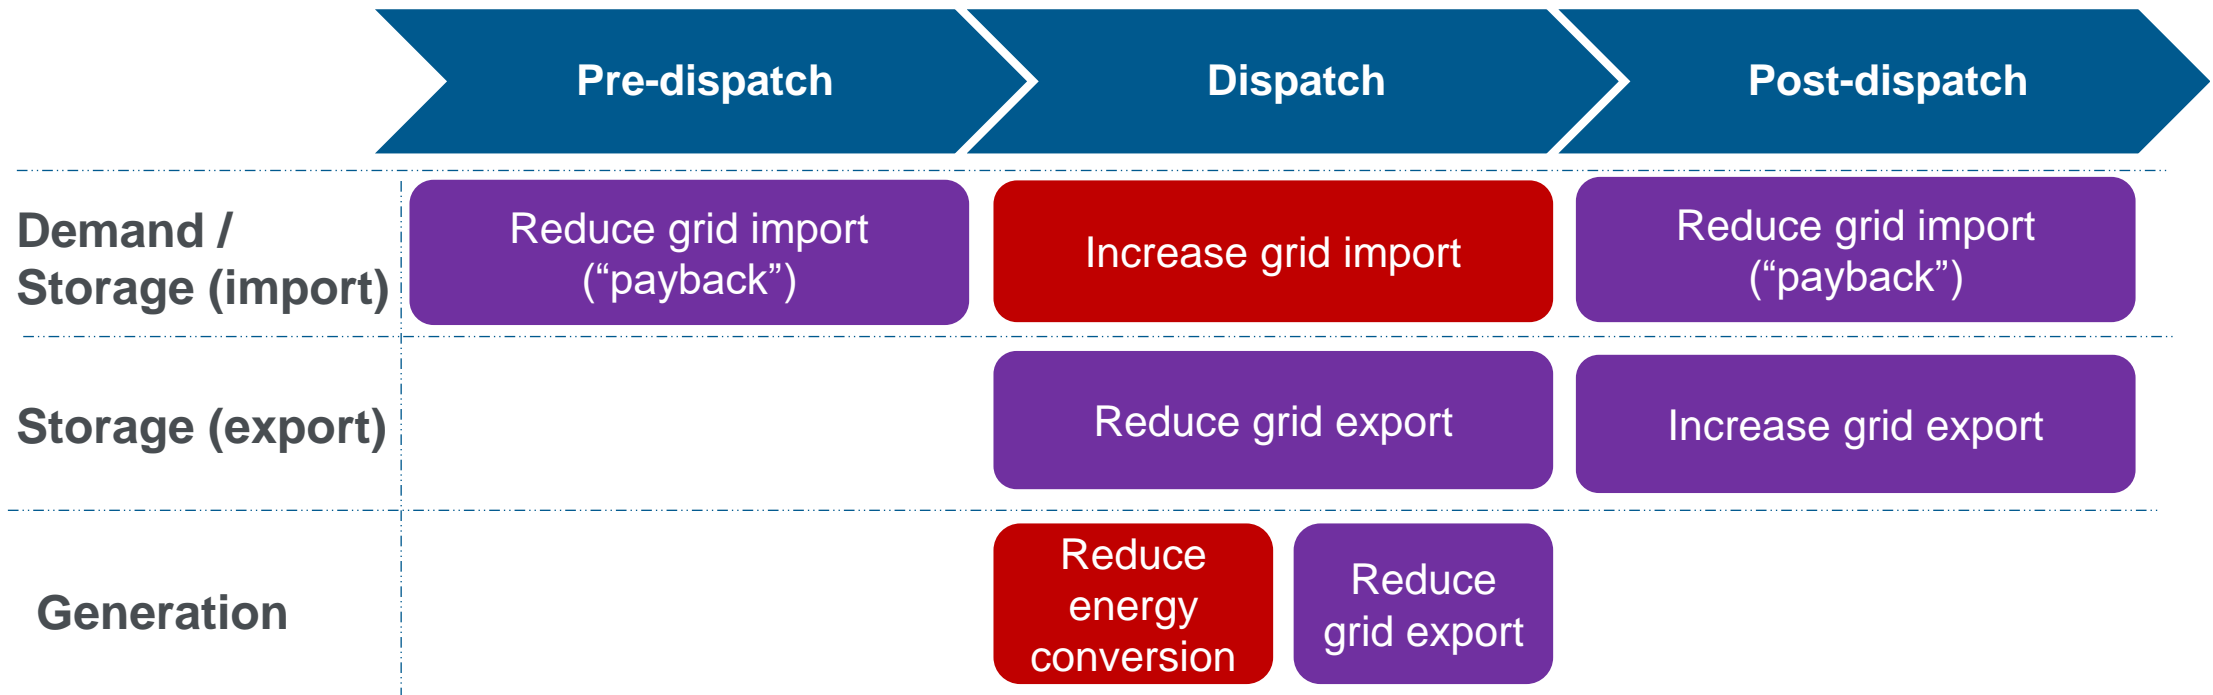 Pre-dispatch
Dispatch
Post-dispatch
Demand /
Storage (import)
Reduce grid import
(“payback”)
Increase grid import
Reduce grid import
(“payback”)
Storage (export)
Reduce grid export
Increase grid export
Generation
Reduce
energy
conversion
Reduce
grid export